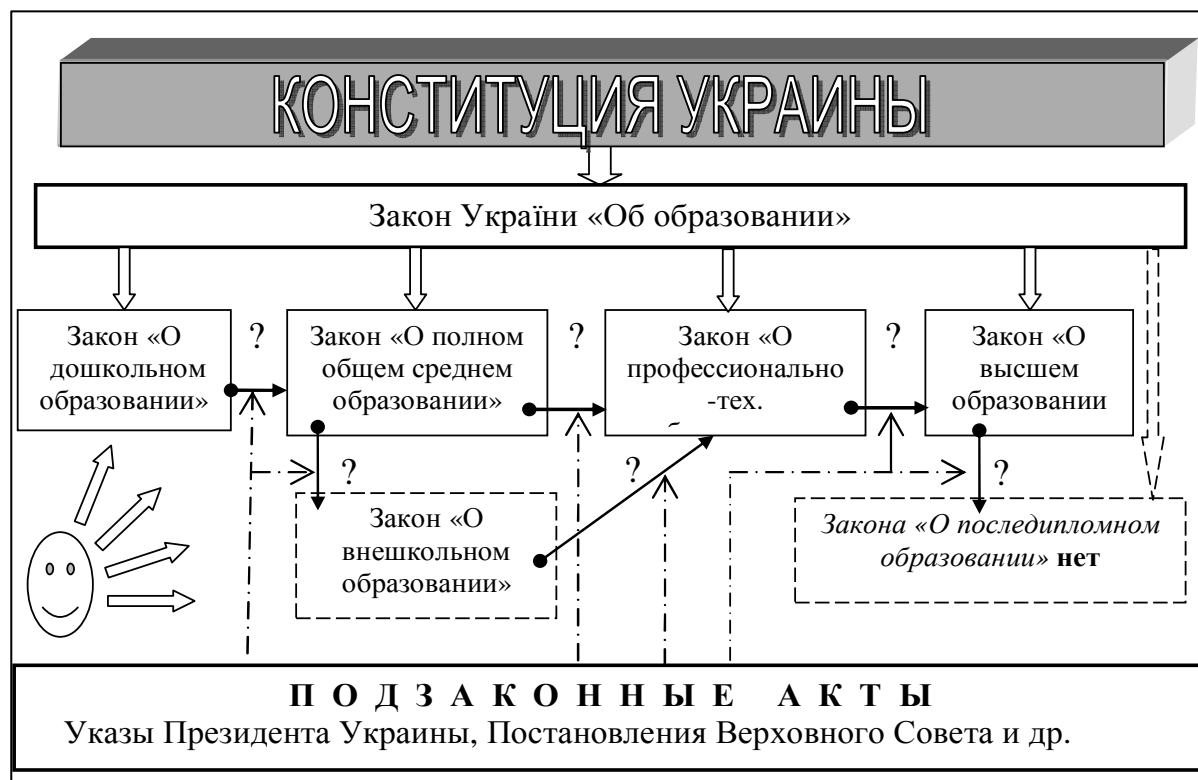 КОНСТИТУЦИЯ УКРАИНЫ
Закон України «Об образовании»
Закон «О
дошкольном
образовании»
?
Закон «О полном
общем среднем
образовании»
?
Закон «О
профессионально
-тех.
?
Закон «О
высшем
образовании
?
?
?
Закон «О
внешкольном
образовании»
Закона «О последипломном
образовании» нет
П О Д З А К О Н Н Ы Е А К Т Ы
Указы Президента Украины, Постановления Верховного Совета и др.